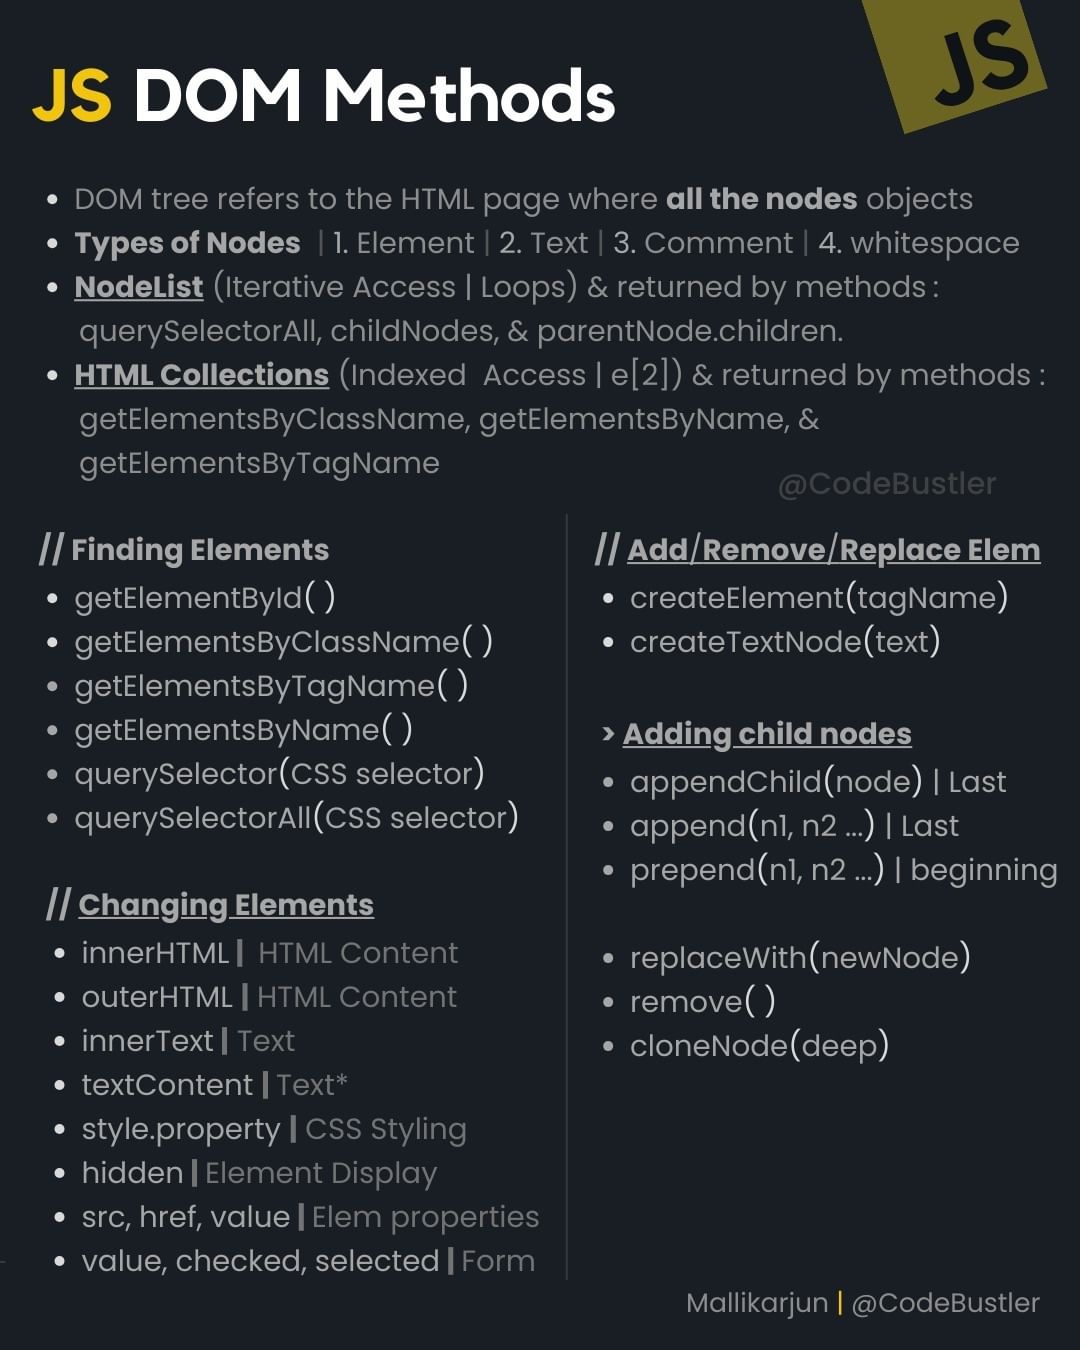 JS
JS DOM Methods
• DOM tree refers to the HTML page where all the nodes objects
• Types of Nodes | 1. Element | 2. Text | 3. Comment | 4. whitespace
• NodeList (Iterative Access | Loops) & returned by methods :
querySelectorAll, childNodes, & parentNode.children.
• HTML Collections (Indexed Access | e[2]) & returned by methods :
getElementsByClassName, getElementsByName, &
getElementsByTagName
@CodeBustler
// Finding Elements
• getElementById( )
• getElementsByClassName( )
• getElementsByTagName( )
• getElementsByName( )
• querySelector(CSS selector)
• querySelectorAll(CSS selector)
// Changing Elements
• innerHTML | HTML Content
• outerHTML | HTML Content
• innerText | Text
• textContent | Text*
• style.property | CSS Styling
• hidden | Element Display
• src, href, value | Elem properties
• value, checked, selected | Form
// Add/Remove/Replace Elem
• createElement(tagName)
• createTextNode(text)
> Adding child nodes
• appendChild(node) | Last
• append(n1, n2 ...) | Last
• prepend(n1, n2 ...) | beginning
• replaceWith(newNode)
• remove( )
• cloneNode(deep)
Mallikarjun | @CodeBustler